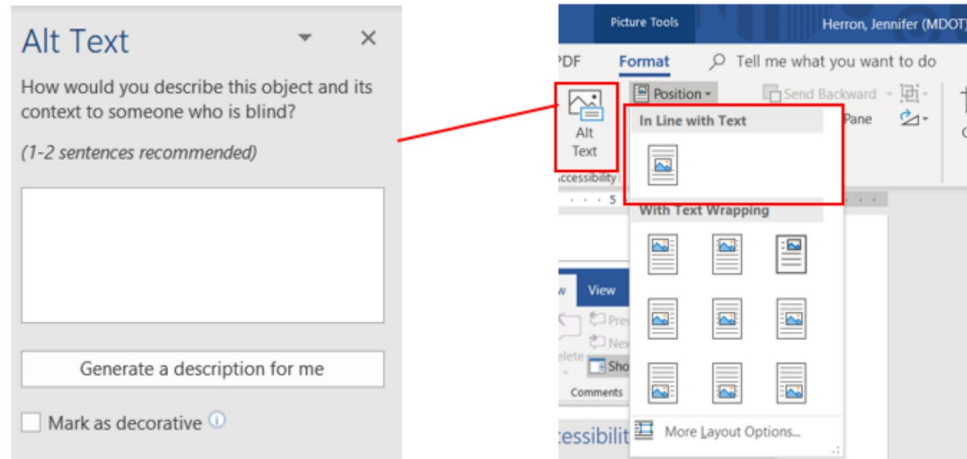 Alt Text
How would you describe this object and its
context to someone who is blind?
(1-2 sentences recommended)
Generate a description for me
Mark as decorative
Picture Tools
Herron, Jennifer (MDOT)
PDF Format Tell me what you want to do
Alt
Text
Position
Send Backward
Pane
In Line with Text
5
With Text Wrapping
View
Comments
More Layout Options...